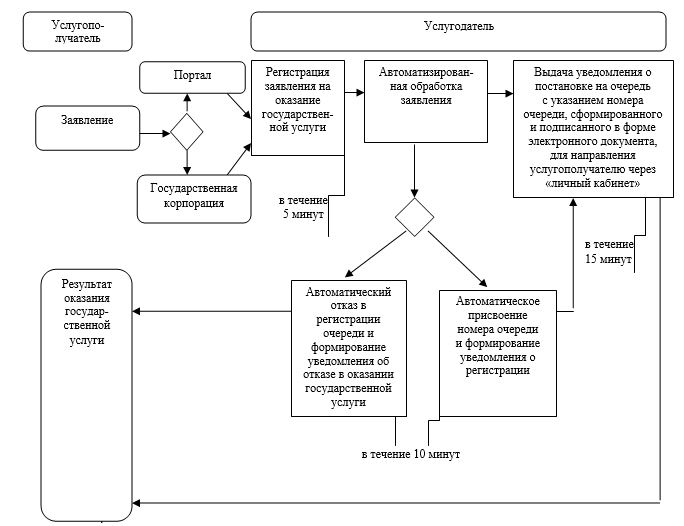 Услугопо-
лучатель
Услугодатель
Портал
Заявление
Государственная
корпорация
Регистрация
заявления на
оказание
государствен-
ной услуги
Автоматизирован-
ная обработка
заявления
Выдача уведомления о
постановке на очередь
с указанием номера
очереди, сформированного
и подписанного в форме
электронного документа,
для направления
услугополучателю через
«личный кабинет»
в течение
5 минут
в течение
15 минут
Результат
оказания
государ-
ственной
услуги
Автоматический
отказ в
регистрации
очереди и
формирование
уведомления об
отказе в оказании
государственной
услуги
Автоматическое
присвоение
номера очереди
и формирование
уведомления о
регистрации
в течение 10 минут